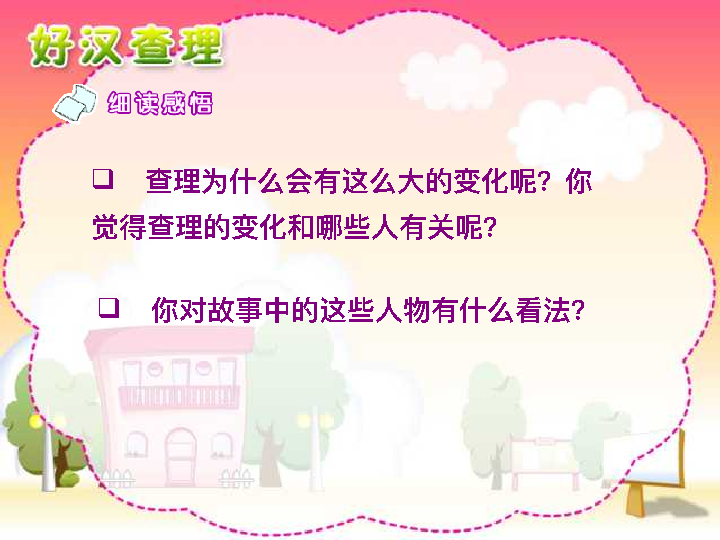 好汉查理
细读感悟
❑ 查理为什么会有这么大的变化呢？你
觉得查理的变化和哪些人有关呢？
❑ 你对故事中的这些人物有什么看法？